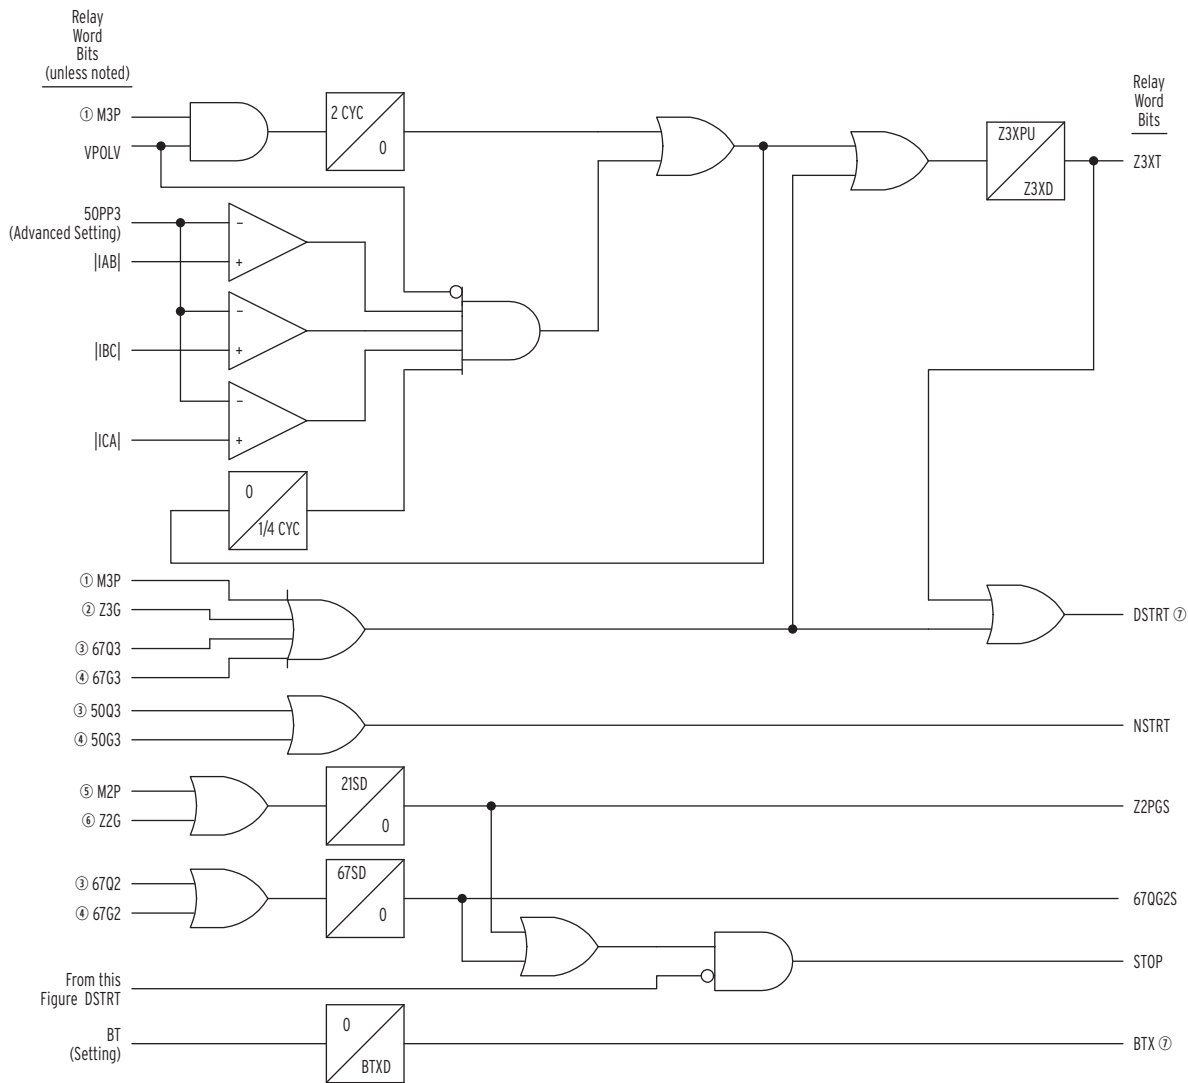 Relay
Word
Bits
(unless noted)
Relay
Word
Bits
① M3P
2 CYC
0
VPOLV
Z3XPU
Z3XD
Z3XT
50PP3
(Advanced Setting)
−
|IAB|
+
−
|IBC|
+
−
|ICA|
+
0
1/4 CYC
① M3P
② Z3G
③ 67Q3
④ 67G3
DSTRT ⑦
③ 50Q3
④ 50G3
NSTRT
⑤ M2P
⑥ Z2G
21SD
0
Z2PGS
③ 67Q2
④ 67G2
67SD
0
67QG2S
STOP
From this
Figure DSTRT
BT
(Setting)
0
BTXD
BTX ⑦